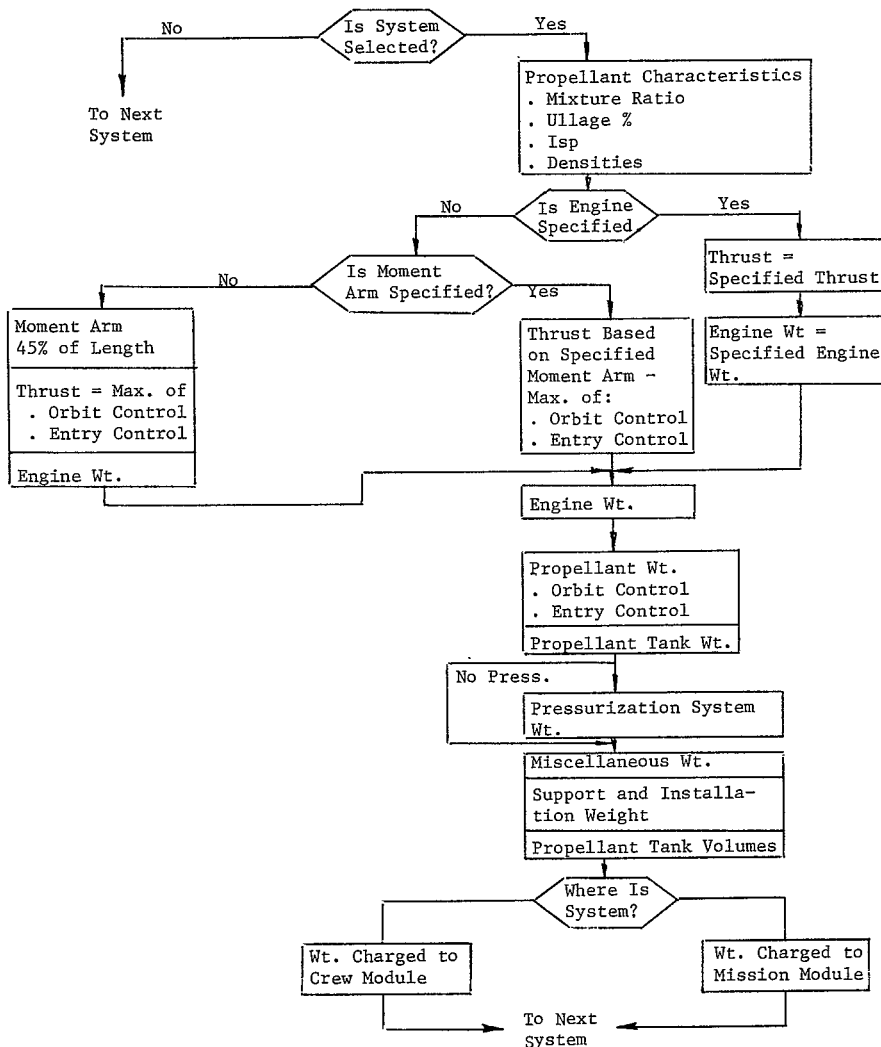 Is System
Selected?
No
Yes
To Next
System
Propellant Characteristics
. Mixture Ratio
. Ullage %
. Isp
. Densities
Is Engine
Specified
No
Yes
Thrust =
Specified Thrust
Engine Wt =
Specified Engine
Wt.
Is Moment
Arm Specified?
No
Yes
Moment Arm
45% of Length
Thrust = Max. of
. Orbit Control
. Entry Control
Engine Wt.
Thrust Based
on Specified
Moment Arm -
Max. of:
. Orbit Control
. Entry Control
Engine Wt.
Propellant Wt.
. Orbit Control
. Entry Control
Propellant Tank Wt.
No Press.
Pressurization System
Wt.
Miscellaneous Wt.
Support and Installa-
tion Weight
Propellant Tank Volumes
Where Is
System?
Wt. Charged to
Crew Module
Wt. Charged to
Mission Module
To Next
System